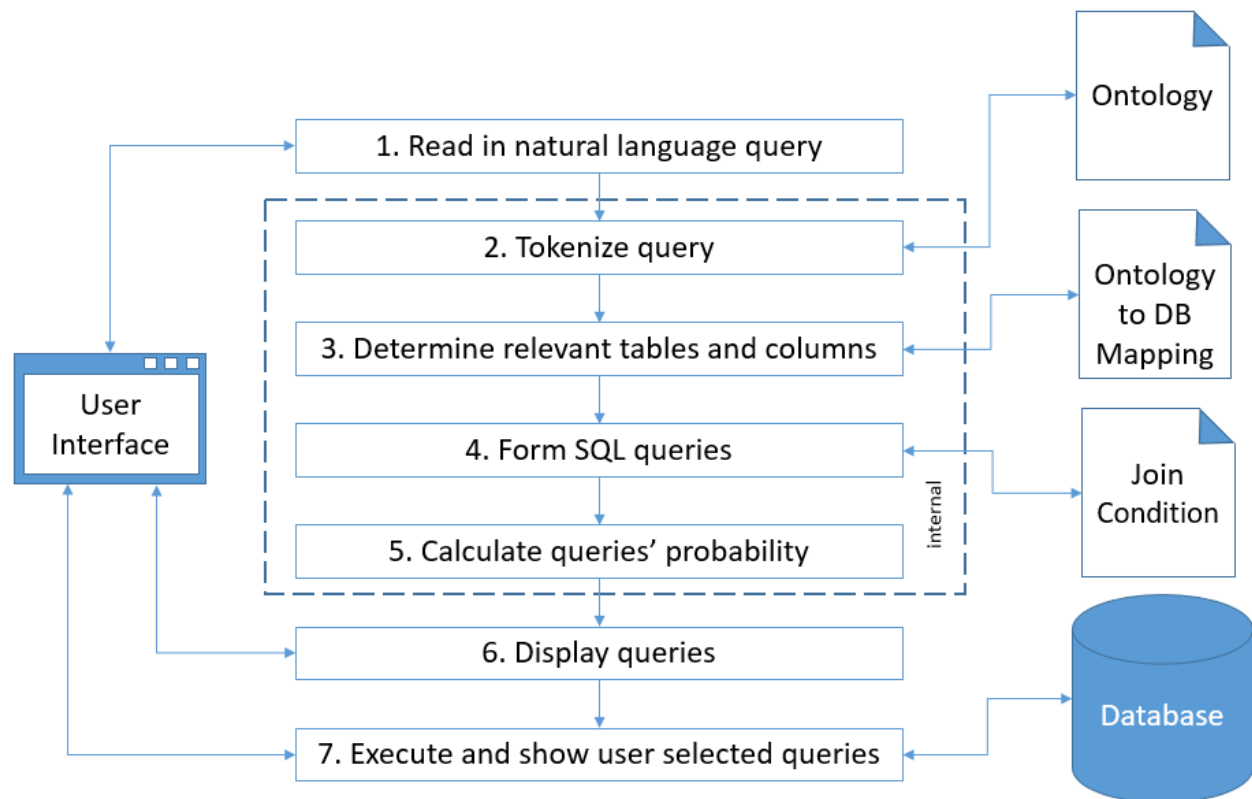 Ontology
1. Read in natural language query
2. Tokenize query
Ontology
to DB
Mapping
3. Determine relevant tables and columns
User
Interface
4. Form SQL queries
internal
Join
Condition
5. Calculate queries’ probability
6. Display queries
Database
7. Execute and show user selected queries